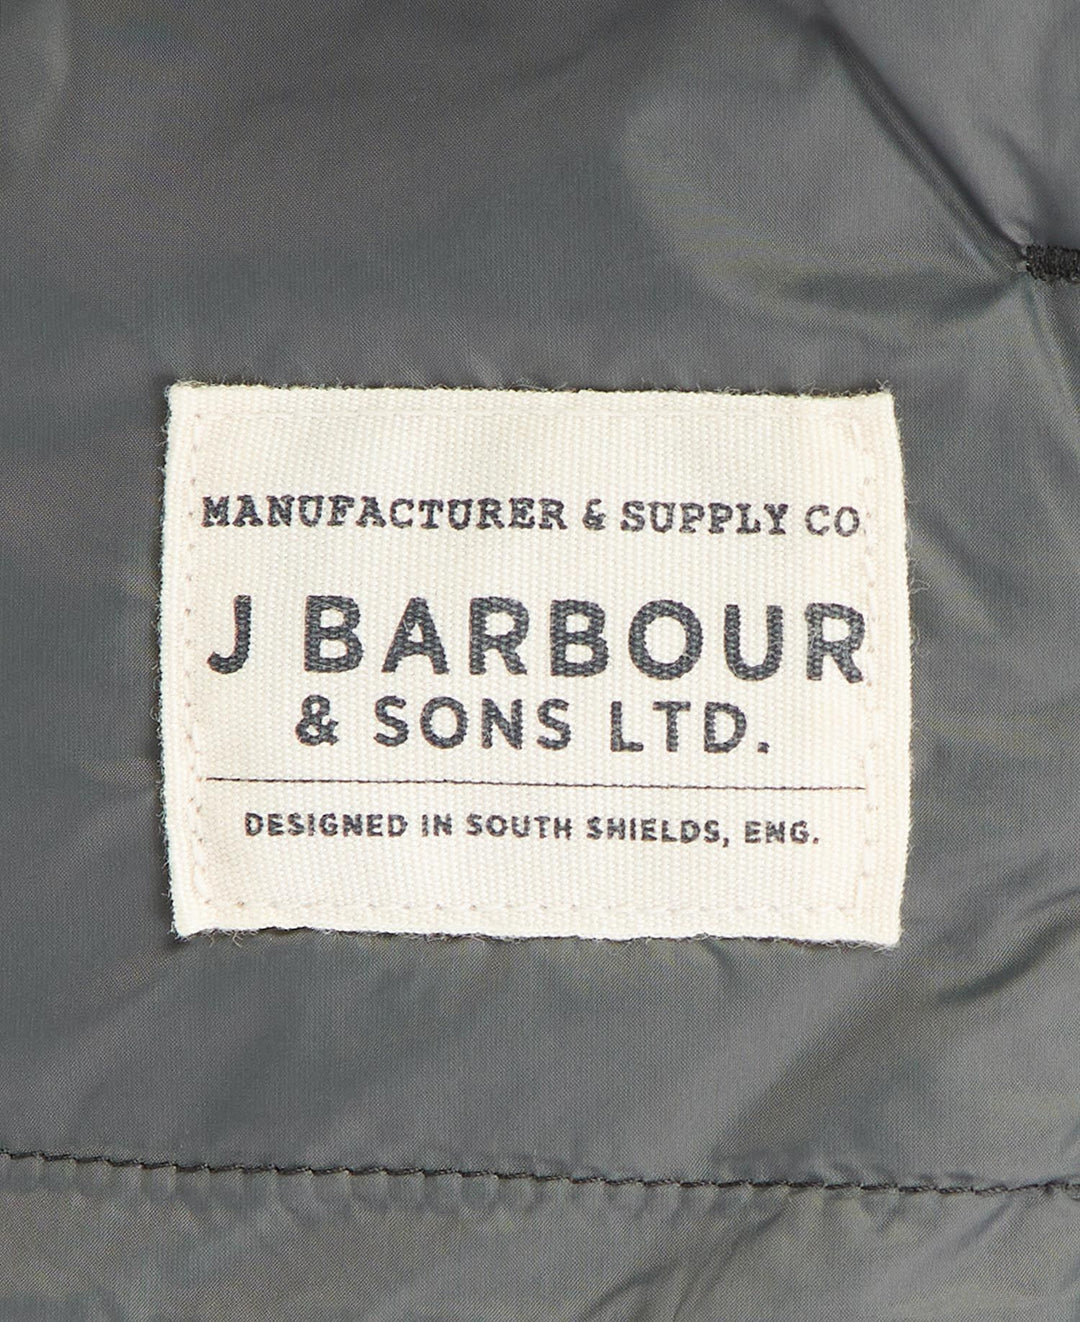 MANUFACTURER & SUPPLY CO
J BARBOUR
& SONS LTD.
DESIGNED IN SOUTH SHIELDS, ENG.